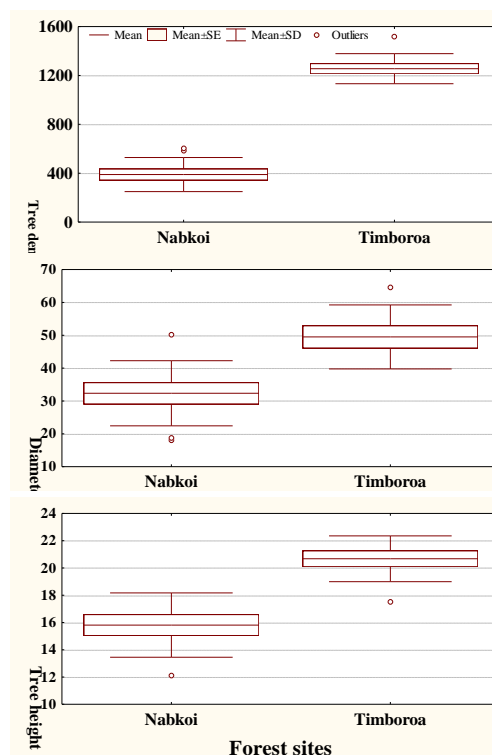 1600
Mean Mean±SE Mean±SD Outliers
1200
800
400
0
Tree den
Nabkoi Timboroa
70
60
50
40
30
20
10
Diamete
Nabkoi Timboroa
24
22
20
18
16
14
12
10
Tree height
Nabkoi Timboroa
Forest sites